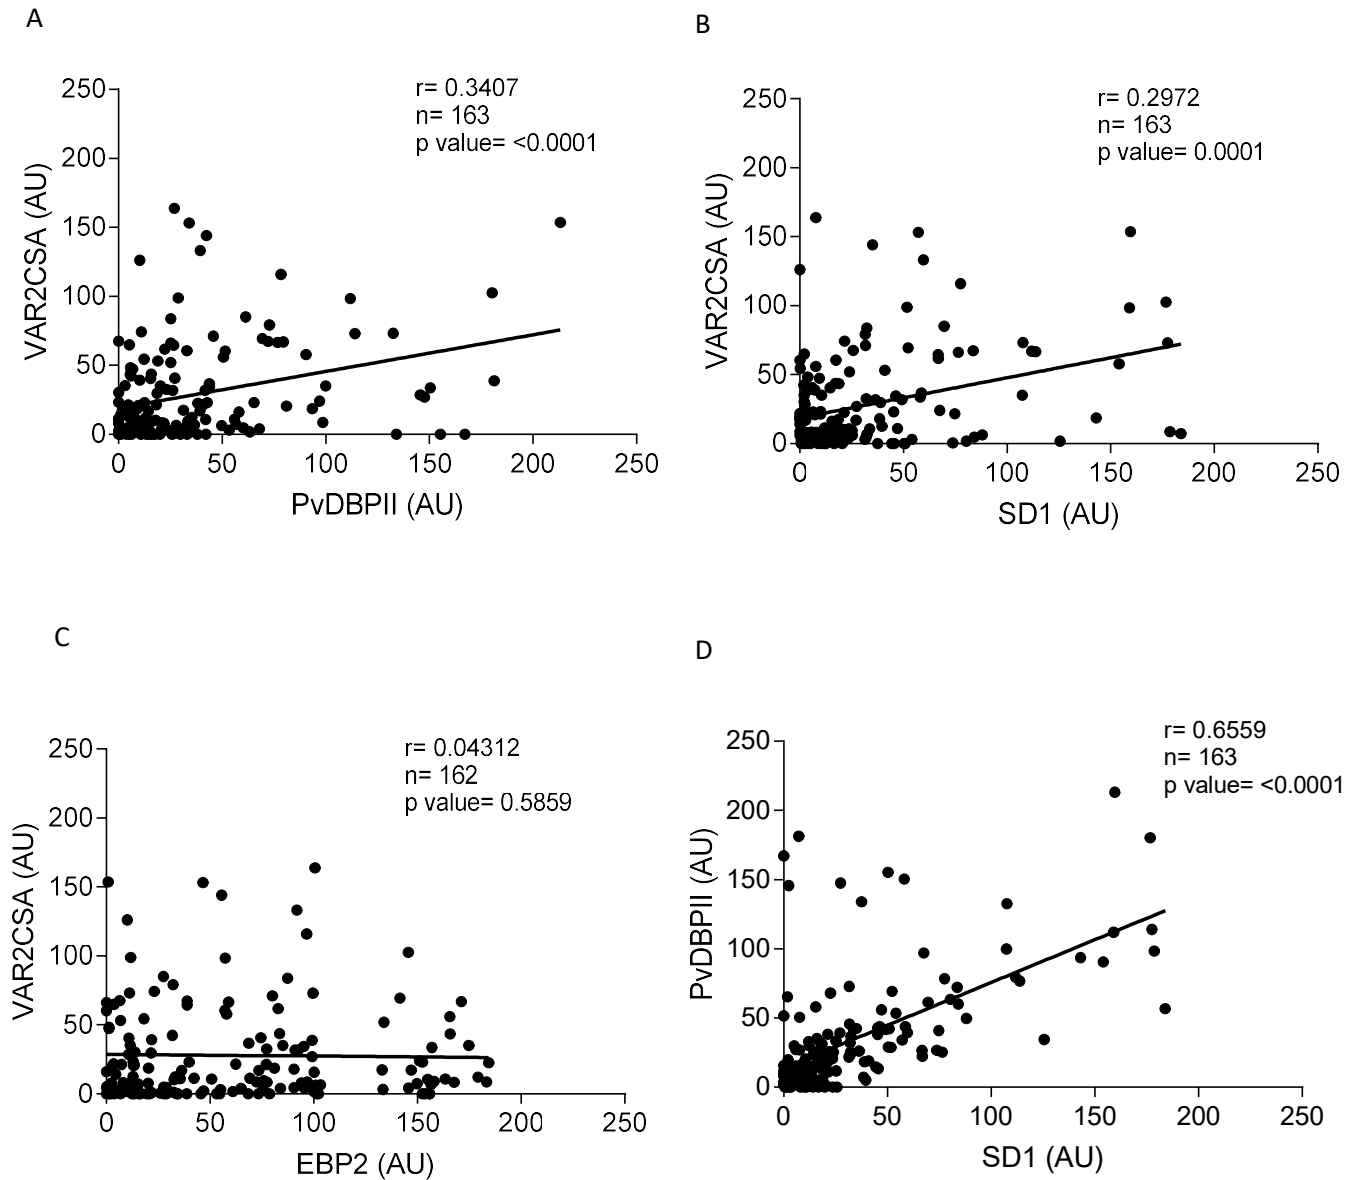 A
r= 0.3407
n= 163
p value= <0.0001
250
200
150
100
50
0
VAR2CSA (AU)
0 50 100 150 200 250
PvDBPII (AU)
B
r= 0.2972
n= 163
p value= 0.0001
250
200
150
100
50
0
VAR2CSA (AU)
0 50 100 150 200 250
SD1 (AU)
C
r= 0.04312
n= 162
p value= 0.5859
250
200
150
100
50
0
VAR2CSA (AU)
0 50 100 150 200 250
EBP2 (AU)
D
r= 0.6559
n= 163
p value= <0.0001
250
200
150
100
50
0
PvDBPII (AU)
0 50 100 150 200 250
SD1 (AU)